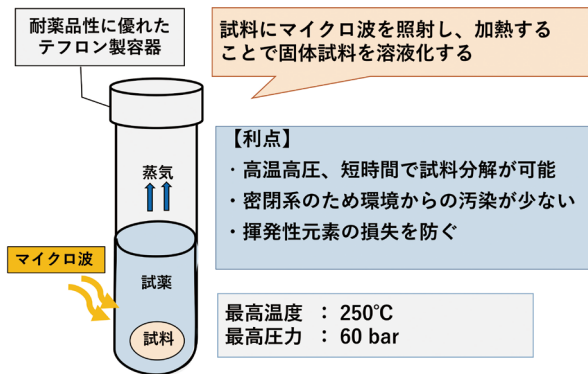 耐薬品性に優れた
テフロン製容器
試料にマイクロ波を照射し、加熱する
ことで固体試料を溶液化する
蒸気
マイクロ波
試薬
試料
【利点】
・高温高圧、短時間で試料分解が可能
・密閉系のため環境からの汚染が少ない
・揮発性元素の損失を防ぐ
最高温度 : 250℃
最高圧力 : 60 bar